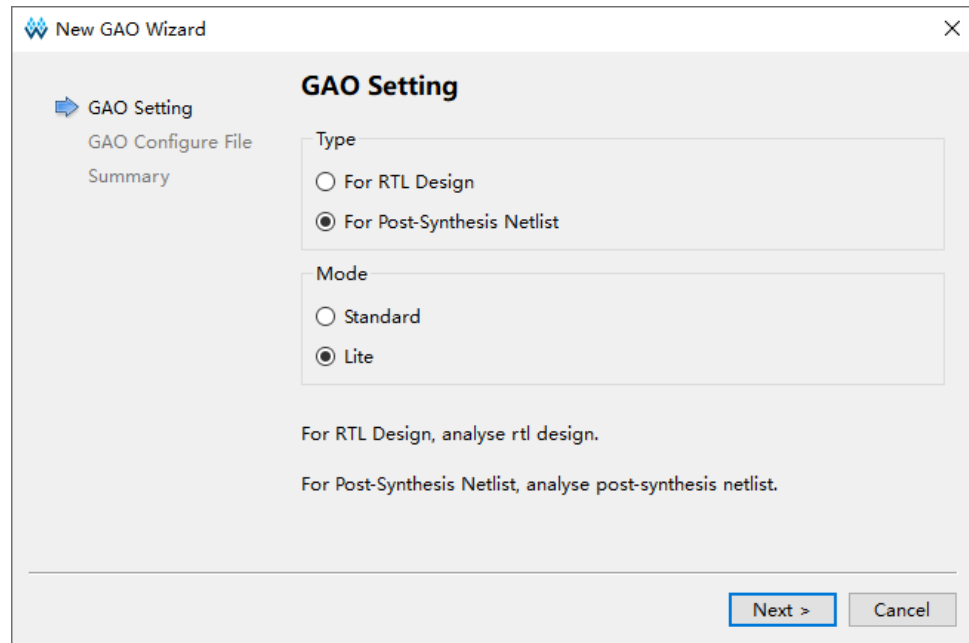 New GAO Wizard
GAO Setting
GAO Configure File
Summary
GAO Setting
Type
For RTL Design
For Post-Synthesis Netlist
Mode
Standard
Lite
For RTL Design, analyse rtl design.
For Post-Synthesis Netlist, analyse post-synthesis netlist.
Next >
Cancel